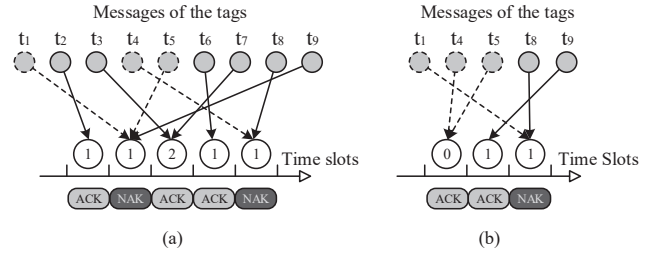 Messages of the tags
t1 t2 t3 t4 t5 t6 t7 t8 t9
1 1 2 1 1 Time slots
ACK NAK ACK ACK NAK
(a)
Messages of the tags
t1 t4 t5 t8 t9
0 1 1 Time Slots
ACK ACK NAK
(b)